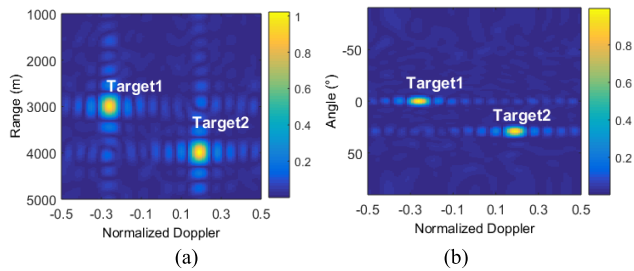 1000
2000
3000
4000
5000
Range (m)
Target1
Target2
-0.5
-0.3
-0.1
0.1
0.3
0.5
Normalized Doppler
1
0.8
0.6
0.4
0.2
(a)
-50
0
50
Angle (°)
Target1
Target2
-0.5
-0.3
-0.1
0.1
0.3
0.5
Normalized Doppler
0.8
0.6
0.4
0.2
(b)